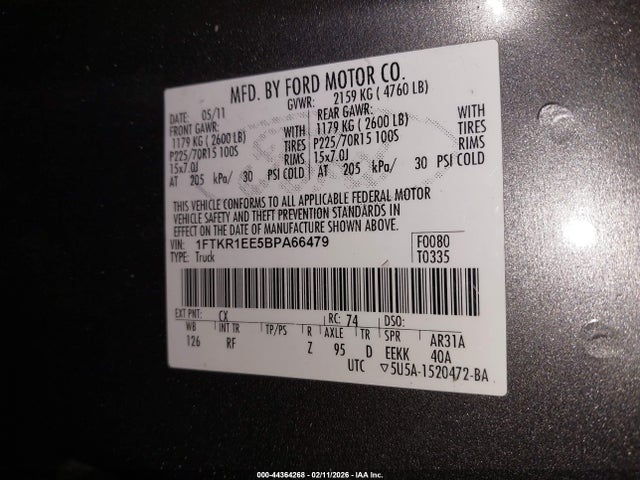 MFD. BY FORD MOTOR CO.
DATE: 05/11 GVWR: 2159 KG ( 4760 LB)
FRONT GAWR: REAR GAWR:
1179 KG ( 2600 LB) WITH 1179 KG ( 2600 LB) WITH
P225/70R15 100S TIRES P225/70R15 100S TIRES
15x7.0J RIMS 15x7.0J RIMS
AT 205 kPa/ 30 PSI COLD AT 205 kPa/ 30 PSI COLD
THIS VEHICLE CONFORMS TO ALL APPLICABLE FEDERAL MOTOR
VEHICLE SAFETY AND THEFT PREVENTION STANDARDS IN
EFFECT ON THE DATE OF MANUFACTURE SHOWN ABOVE.
VIN: 1FTKR1EE5BPA66479 F0080
TYPE: Truck T0335
EXT PNT: CX RC: 74 DSO:
WB INT TR TP/PS R AXLE TR SPR AR31A
126 RF Z 95 D EEKK 40A
UTC ▽5U5A-1520472-BA
000-44364268 - 02/11/2026 - IAA Inc.